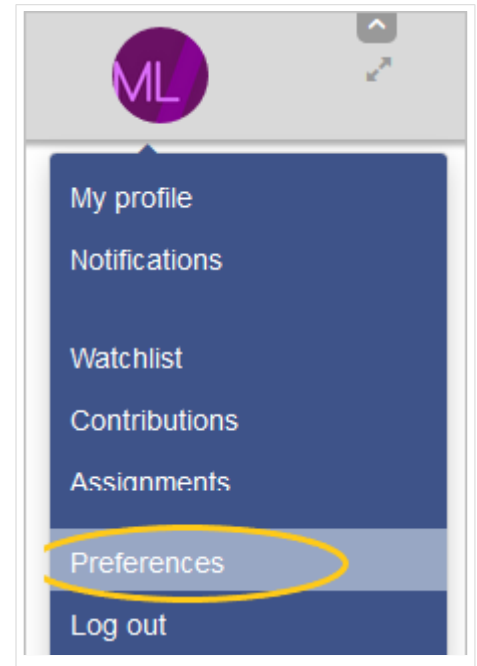 ML
My profile
Notifications
Watchlist
Contributions
Assignments
Preferences
Log out